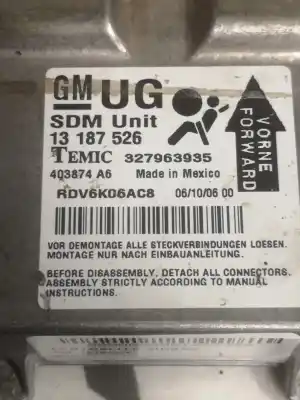 GM UG
SDM Unit
13 187 526
TEMIC 327963935
403874 A6 Made in Mexico
RDV6K06AC8 06/10/06 00
VORNE
FORWARD
VOR DEMONTAGE ALLE STECKVERBINDUNGEN LOESEN.
MONTAGE NUR NACH EINBAUANLEITUNG.
BEFORE DISASSEMBLY, DETACH ALL CONNECTORS.
ASSEMBLY STRICTLY ACCORDING TO MANUAL
INSTRUCTIONS.